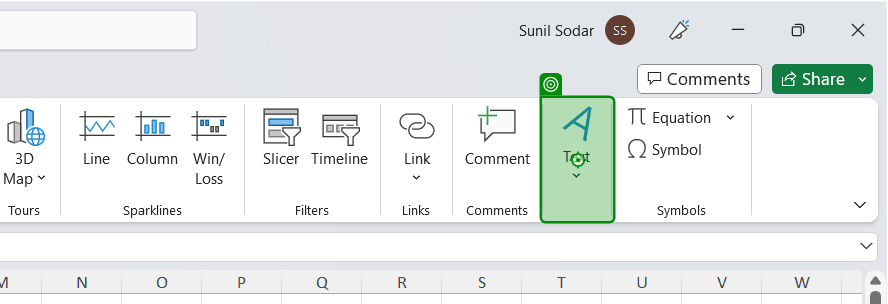 Sunil Sodar SS
Comments Share
3D Map
Line
Column
Win/
Loss
Slicer
Timeline
Link
Comment
Text
Equation
Symbol
Tours
Sparklines
Filters
Links
Comments
Symbols
N O P Q R S T U V W